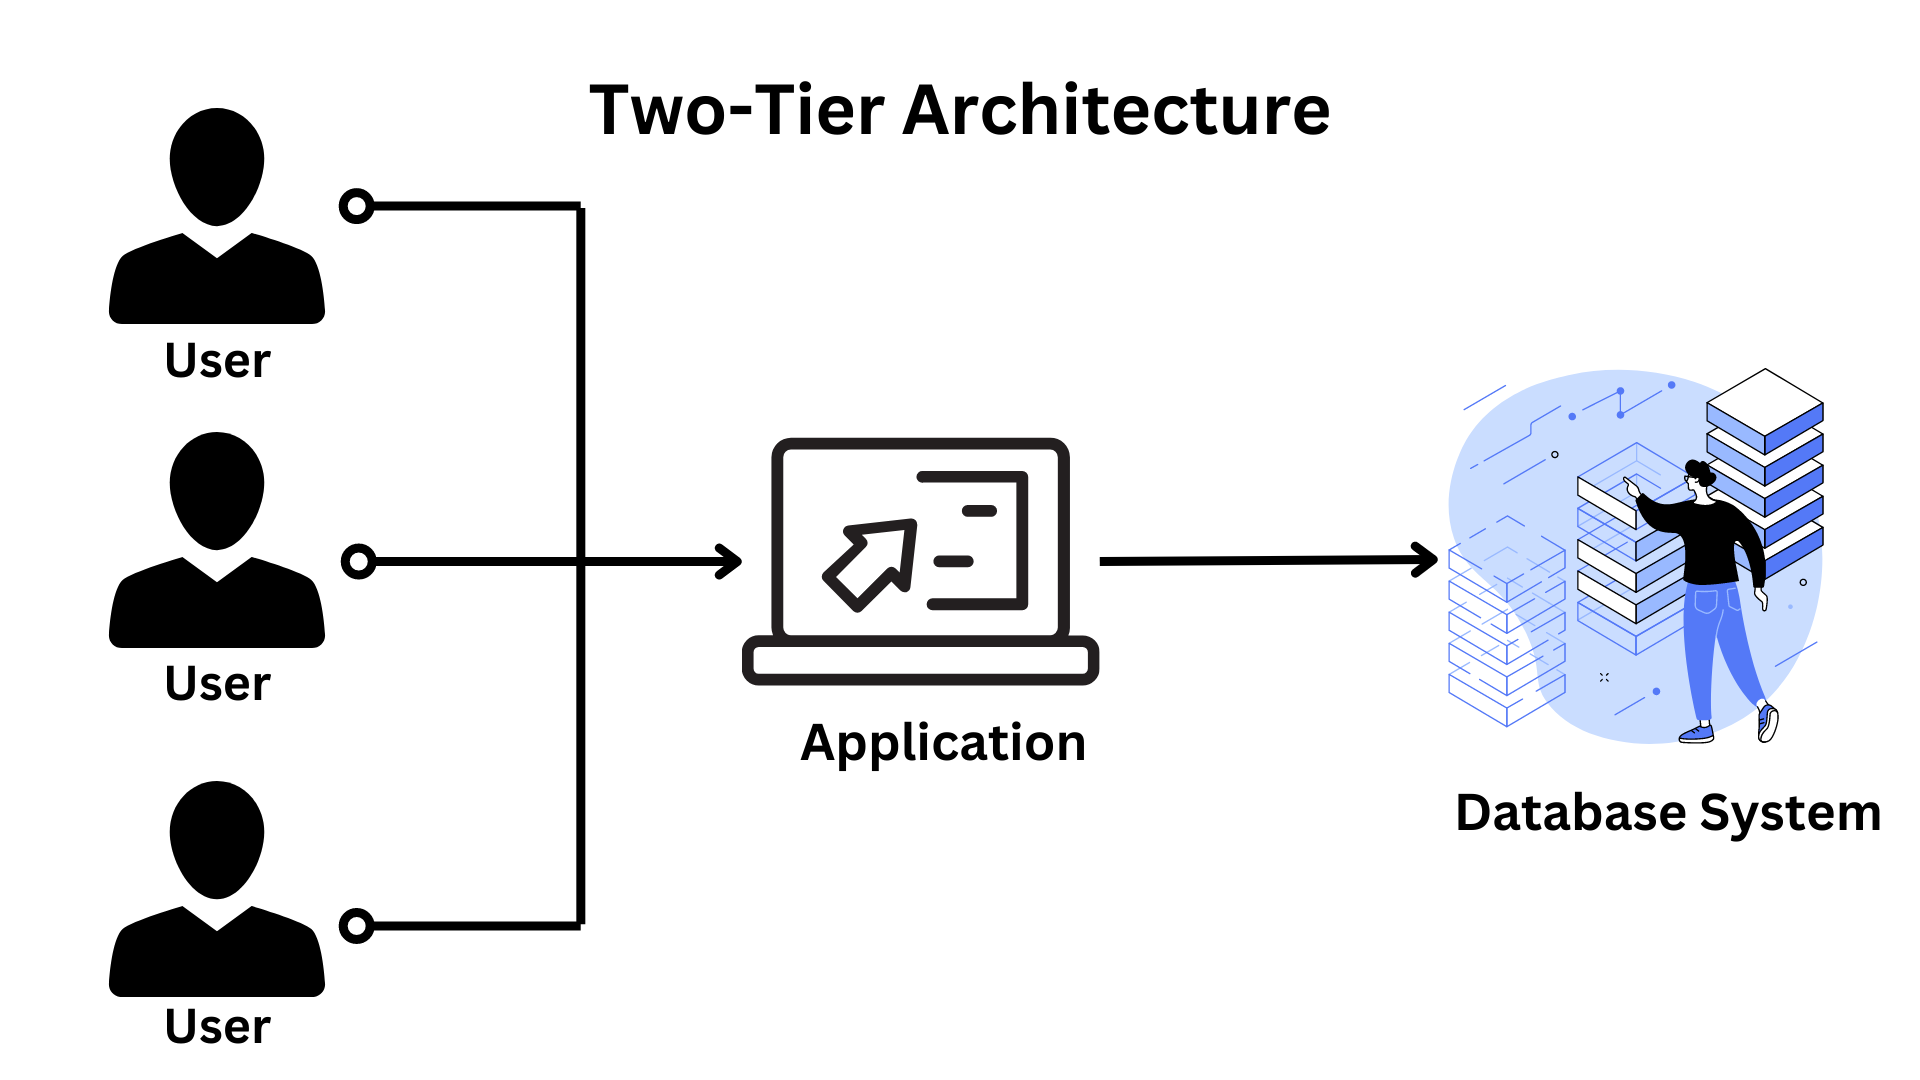 Two-Tier Architecture
User
User
Application
Database System
User